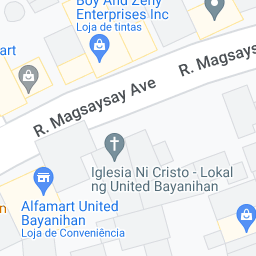 Boy And Zeny
Enterprises Inc
Loja de tintas
R. Magsaysay Ave
R. Magsays
Iglesia Ni Cristo - Lokal
ng United Bayanihan
Alfamart United
Bayanihan
Loja de Conveniência